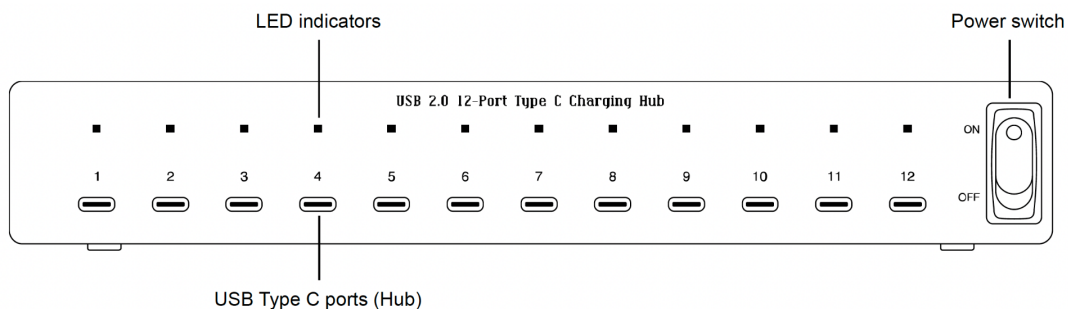 LED indicators
Power switch
USB 2.0 12-Port Type C Charging Hub
ON
1 2 3 4 5 6 7 8 9 10 11 12
OFF
USB Type C ports (Hub)